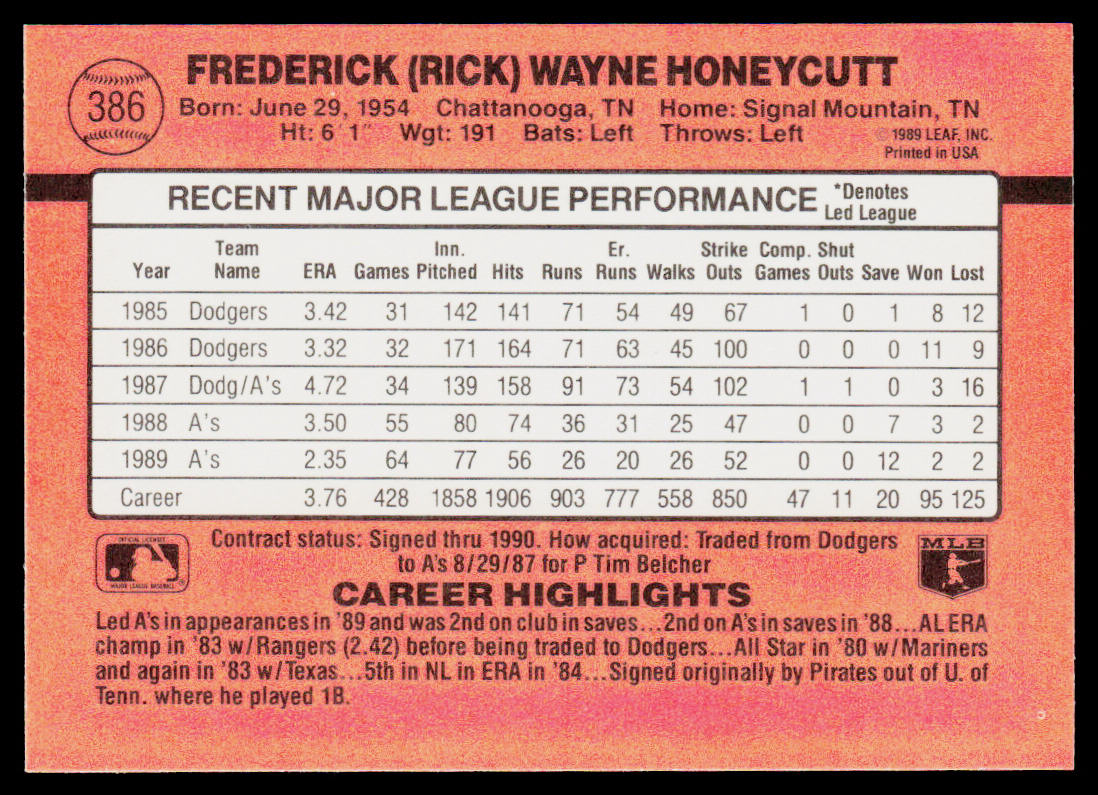 386
FREDERICK (RICK) WAYNE HONEYCUTT
Born: June 29, 1954 Chattanooga, TN Home: Signal Mountain, TN
Ht: 6' 1" Wgt: 191 Bats: Left Throws: Left
© 1989 LEAF, INC.
Printed in USA
RECENT MAJOR LEAGUE PERFORMANCE *Denotes
Led League
Team Inn. Er. Strike Comp. Shut
Year Name ERA Games Pitched Hits Runs Runs Walks Outs Games Outs Save Won Lost
1985 Dodgers 3.42 31 142 141 71 54 49 67 1 0 1 8 12
1986 Dodgers 3.32 32 171 164 71 63 45 100 0 0 0 11 9
1987 Dodg/A's 4.72 34 139 158 91 73 54 102 1 1 0 3 16
1988 A's 3.50 55 80 74 36 31 25 47 0 0 7 3 2
1989 A's 2.35 64 77 56 26 20 26 52 0 0 12 2 2
Career 3.76 428 1858 1906 903 777 558 850 47 11 20 95 125
OFFICIAL LICENSEE
MAJOR LEAGUE BASEBALL
Contract status: Signed thru 1990. How acquired: Traded from Dodgers
to A's 8/29/87 for P Tim Belcher
MLB
CAREER HIGHLIGHTS
Led A's in appearances in '89 and was 2nd on club in saves...2nd on A's in saves in '88...AL ERA
champ in '83 w/Rangers (2.42) before being traded to Dodgers...All Star in '80 w/Mariners
and again in '83 w/Texas...5th in NL in ERA in '84...Signed originally by Pirates out of U. of
Tenn. where he played 1B.